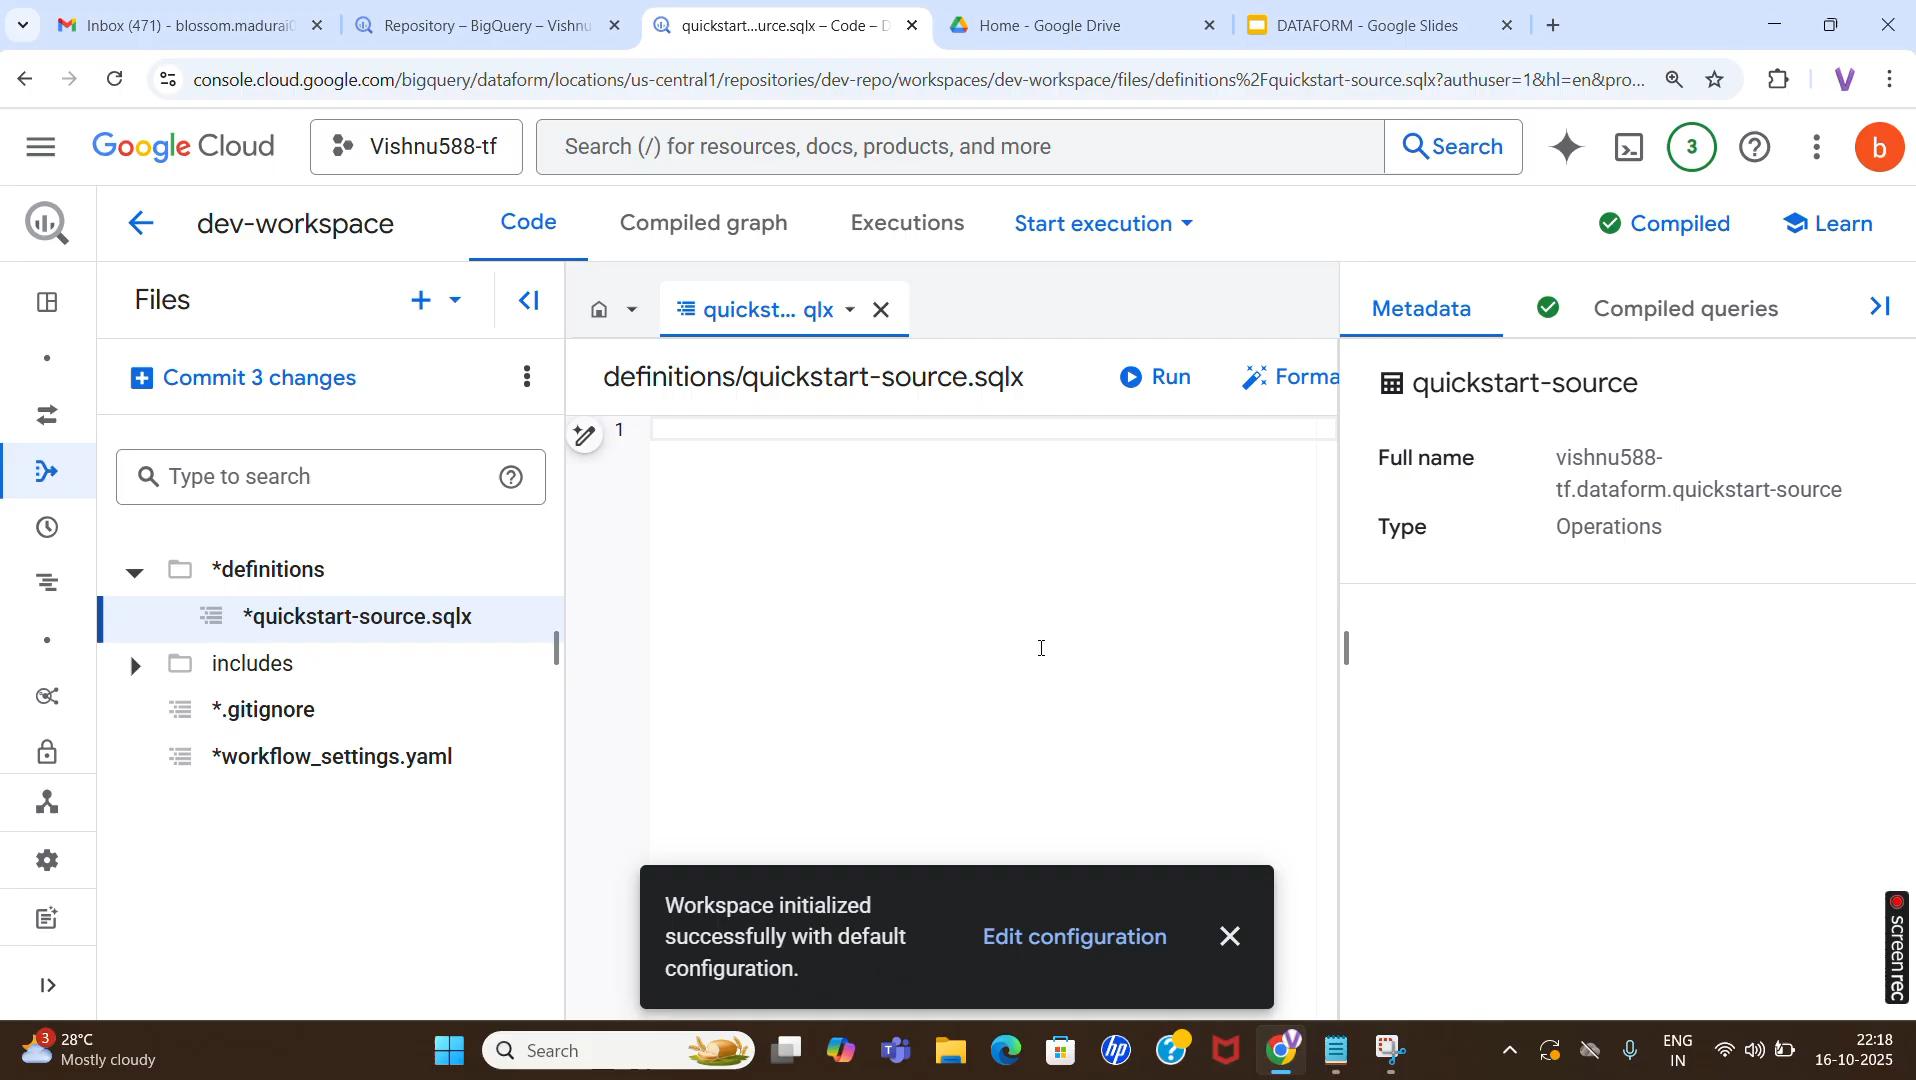 Inbox (471) - blossom.madurai
Repository – BigQuery – Vishnu
quickstart...urce.sqlx – Code – D
Home - Google Drive
DATAFORM - Google Slides
console.cloud.google.com/bigquery/dataform/locations/us-central1/repositories/dev-repo/workspaces/dev-workspace/files/definitions%2Fquickstart-source.sqlx?authuser=1&hl=en&pro...
V
Google Cloud
Vishnu588-tf
Search (/) for resources, docs, products, and more
Search
3
b
dev-workspace
Code
Compiled graph
Executions
Start execution
Compiled
Learn
Files
quickst... qlx
Metadata
Compiled queries
Commit 3 changes
definitions/quickstart-source.sqlx
Run
Forma
quickstart-source
1
Type to search
Full name
vishnu588-
tf.dataform.quickstart-source
Type
Operations
*definitions
*quickstart-source.sqlx
includes
*.gitignore
*workflow_settings.yaml
Workspace initialized
successfully with default
configuration.
Edit configuration
screenrec
3
28°C
Mostly cloudy
Search
ENG
IN
22:18
16-10-2025